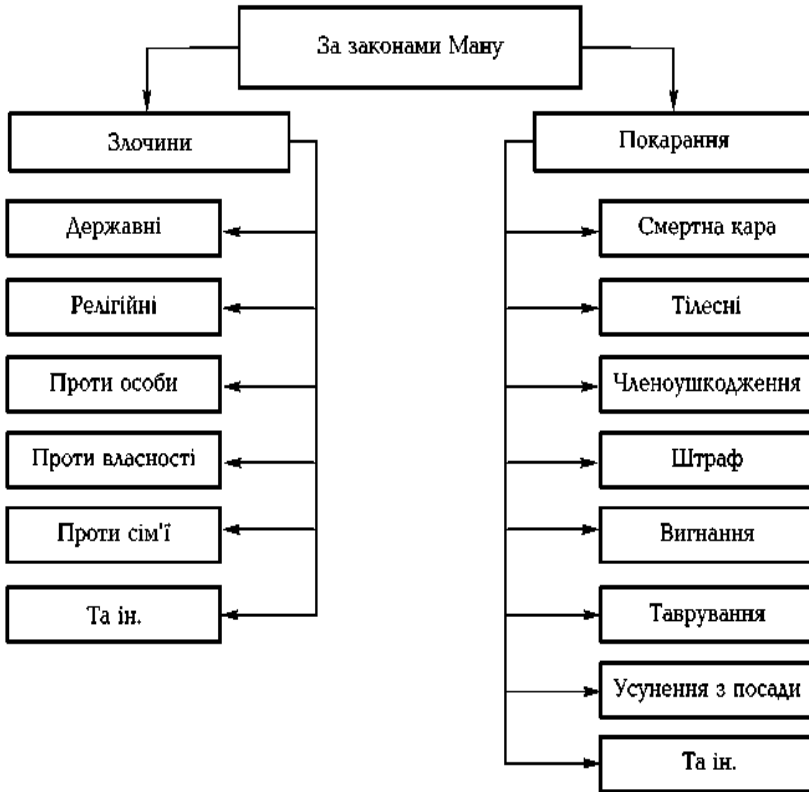 За законами Ману
Злочини
Державні
Релігійні
Проти особи
Проти власності
Проти сім'ї
Та ін.
Покарання
Смертна кара
Тілесні
Членоушкодження
Штраф
Вигнання
Таврування
Усунення з посади
Та ін.